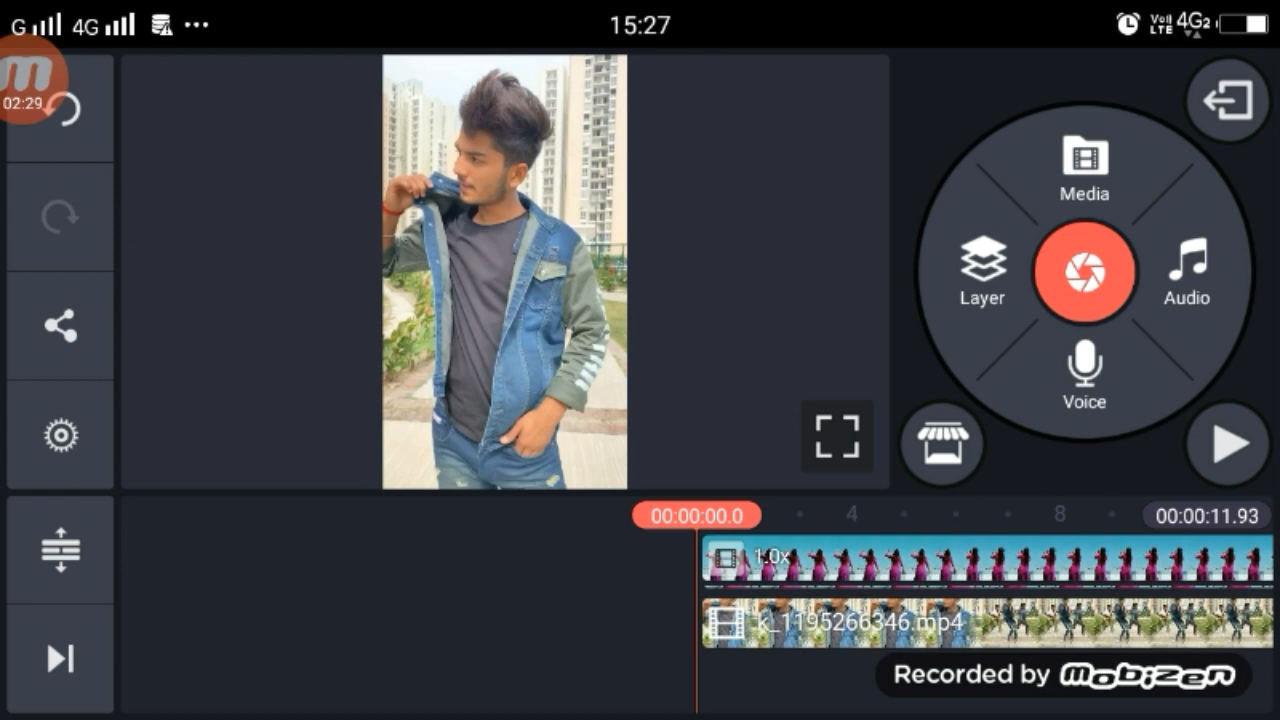 G 4G 15:27 VoLTE 4G2
m
02:29
Media
Layer
Audio
Voice
00:00:00.0 4 8 00:00:11.93
1.0x
k_1195266346.mp4
Recorded by mobizen